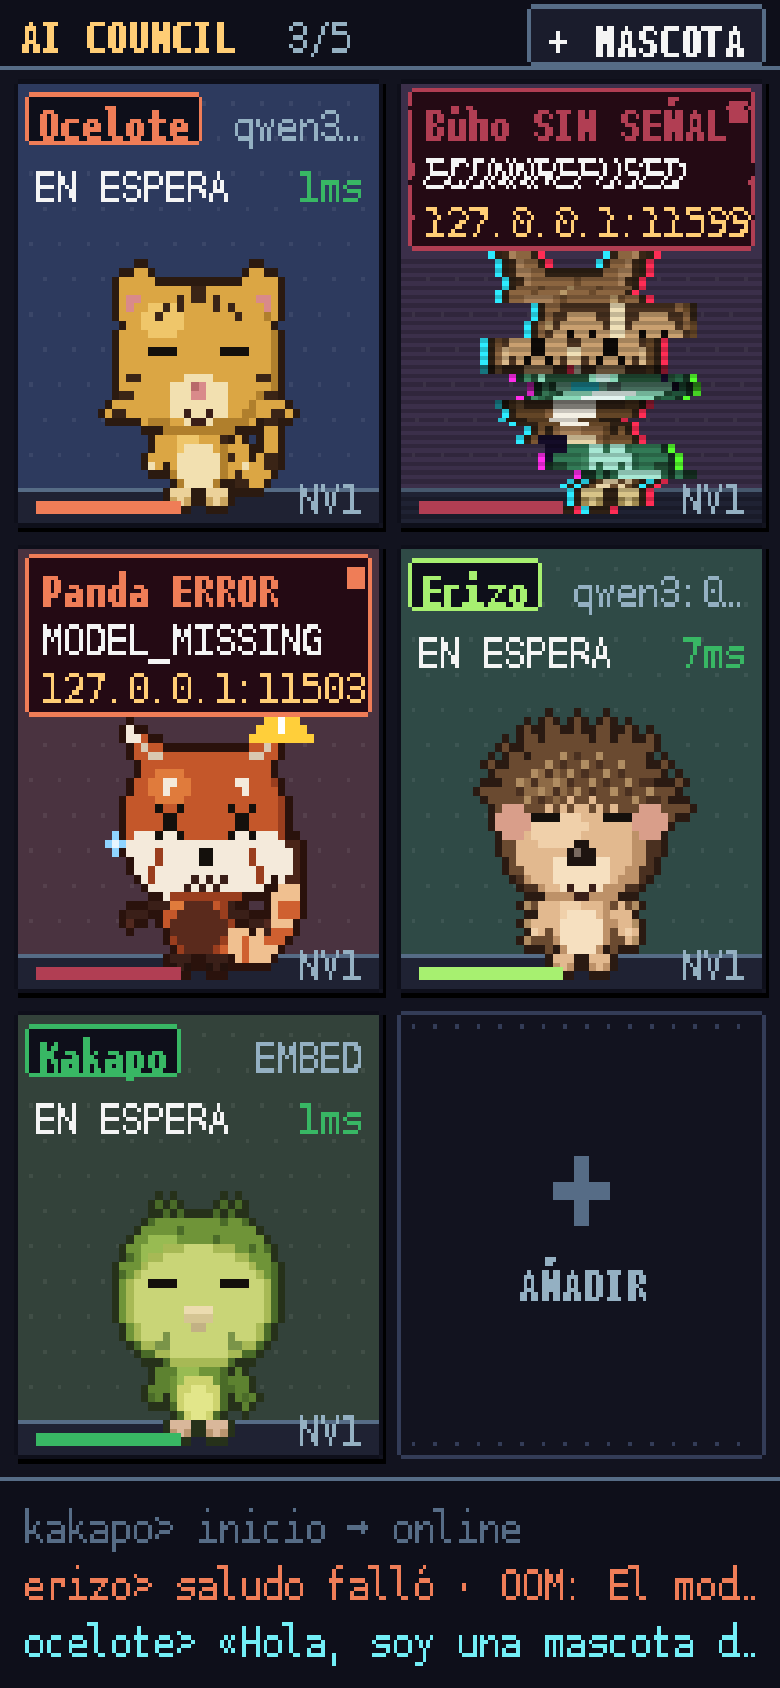 AI COUNCIL 3/5 + MASCOTA
Ocelote qwen3…
EN ESPERA 1ms
NV1
Búho SIN SEÑAL
ECONNREFUSED
127.0.0.1:11599
NV1
Panda ERROR
MODEL_MISSING
127.0.0.1:11503
NV1
Erizo qwen3:0…
EN ESPERA 7ms
NV1
Kakapo EMBED
EN ESPERA 1ms
NV1
+
AÑADIR
kakapo> inicio → online
erizo> saludo falló · OOM: El mod…
ocelote> «Hola, soy una mascota d…